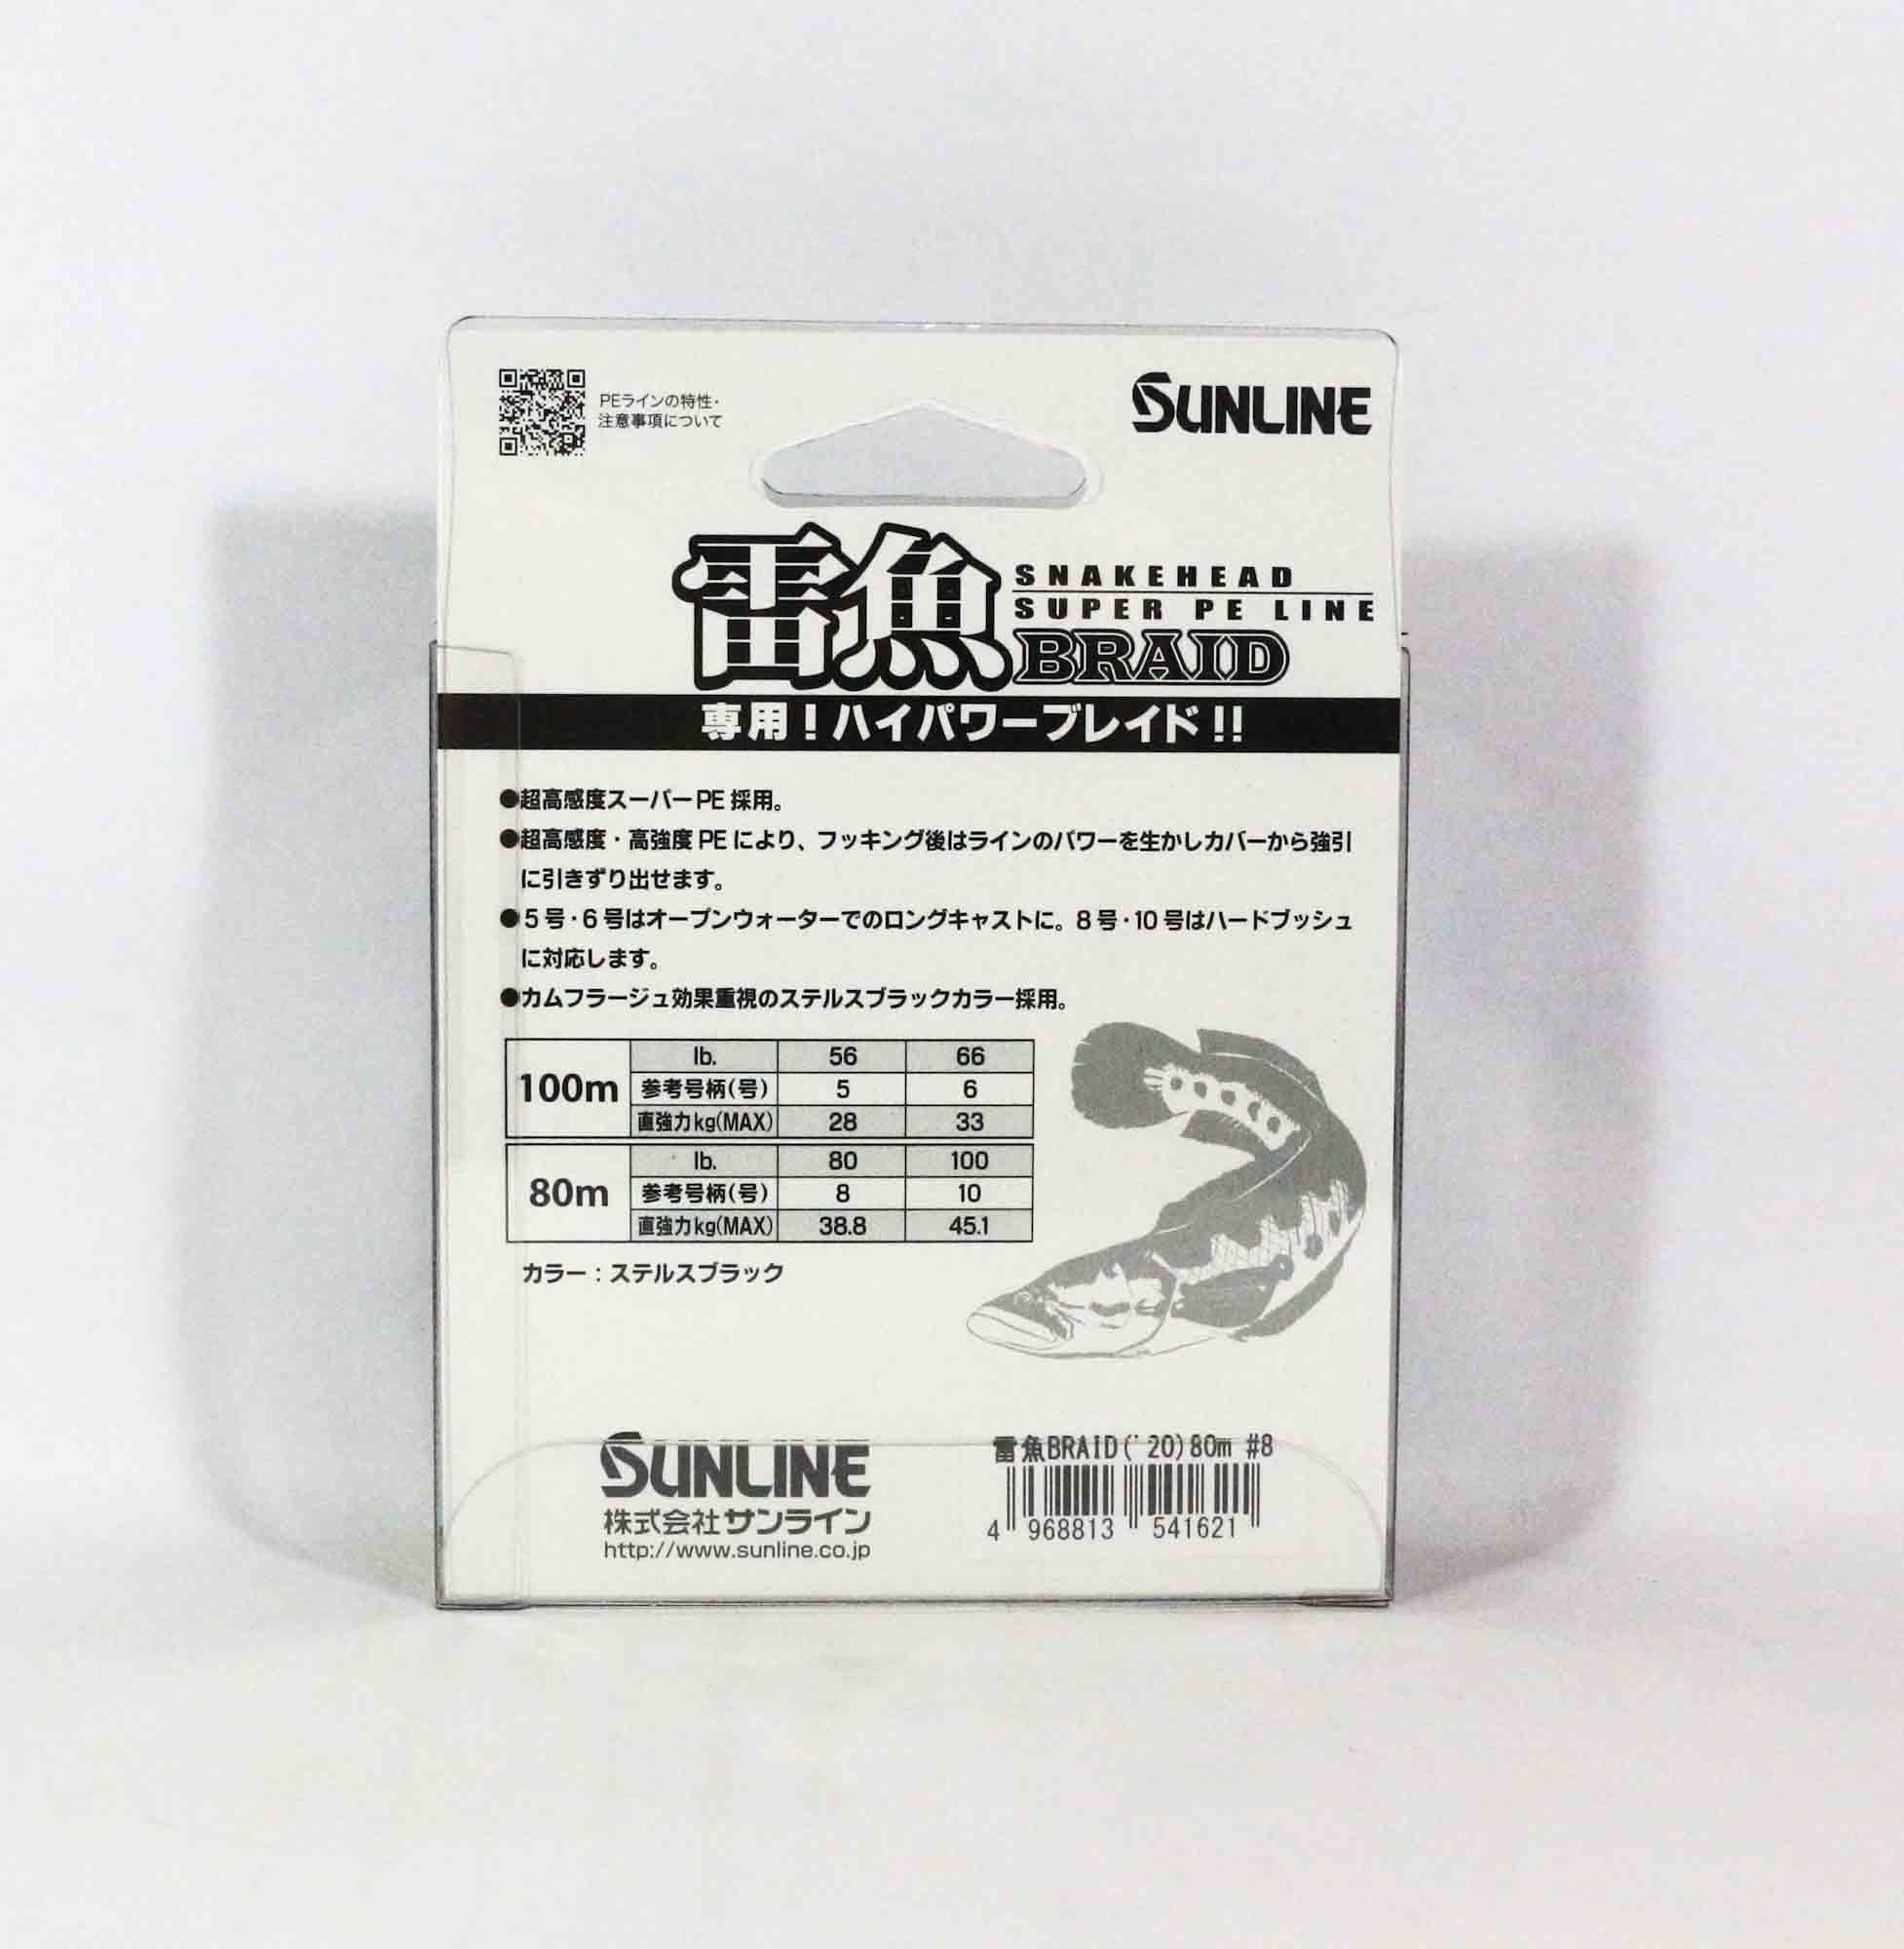 PEラインの特性・
注意事項について
SUNLINE
雷魚
SNAKEHEAD
SUPER PE LINE
BRAID
専用！ハイパワーブレイド!!
●超高感度スーパーPE採用。
●超高感度・高強度PEにより、フッキング後はラインのパワーを生かしカバーから強引
に引きずり出せます。
●5号・6号はオープンウォーターでのロングキャストに。8号・10号はハードブッシュ
に対応します。
●カムフラージュ効果重視のステルスブラックカラー採用。
100m
lb. 56 66
参考号柄(号) 5 6
直強力kg(MAX) 28 33
80m
lb. 80 100
参考号柄(号) 8 10
直強力kg(MAX) 38.8 45.1
カラー：ステルスブラック
SUNLINE
株式会社サンライン
http://www.sunline.co.jp
雷魚BRAID('20)80m #8
4 968813 541621